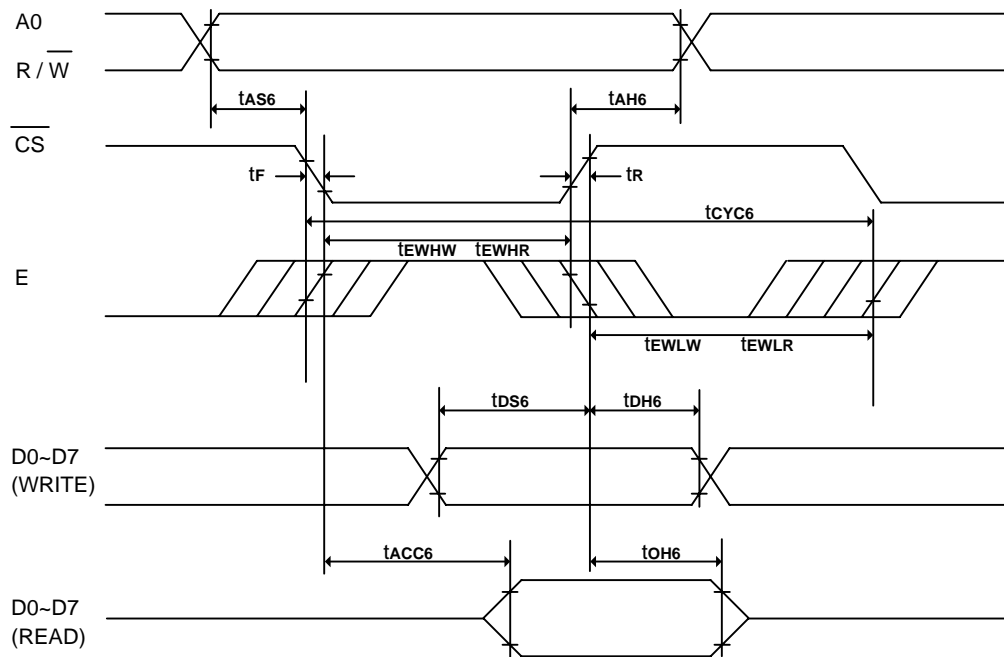 A0
R / W̅
tAS6 tAH6
C̅S̅
tF tR
tCYC6
tEWHW tEWHR
E
tEWLW tEWLR
tDS6 tDH6
D0~D7
(WRITE)
tACC6 tOH6
D0~D7
(READ)